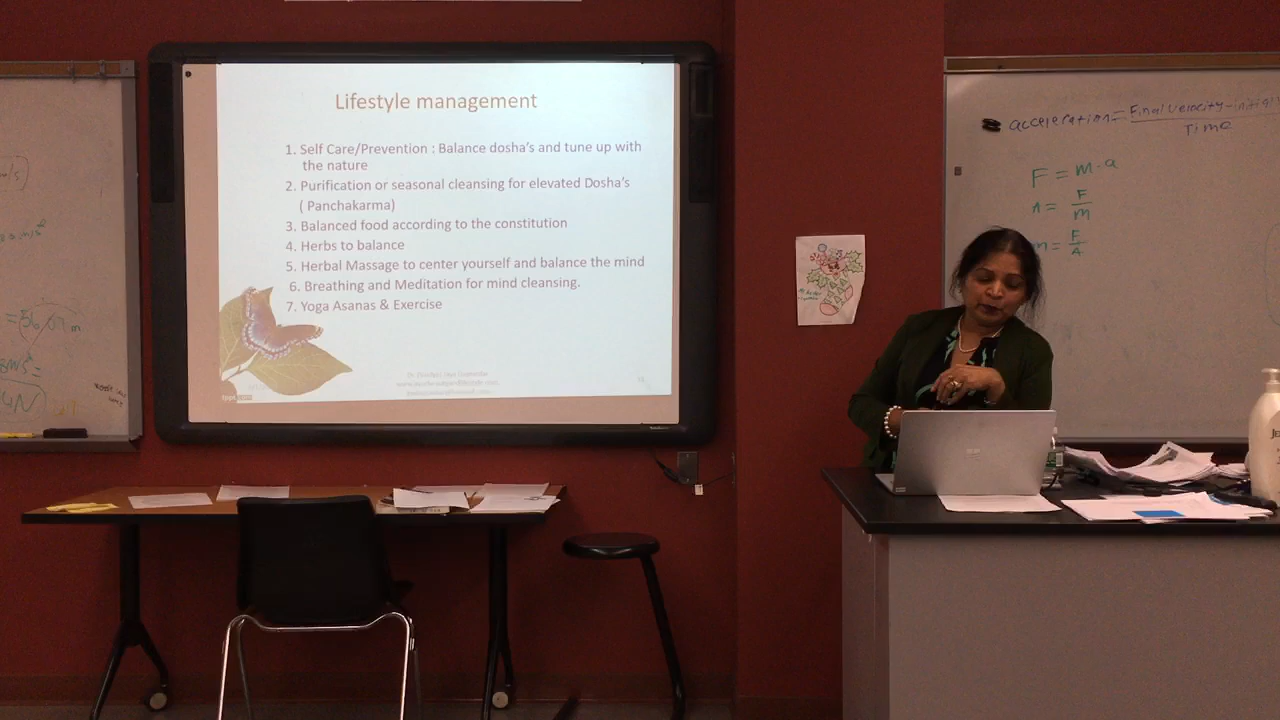 Lifestyle management
1. Self Care/Prevention : Balance dosha's and tune up with
the nature
2. Purification or seasonal cleansing for elevated Dosha's
( Panchakarma)
3. Balanced food according to the constitution
4. Herbs to balance
5. Herbal Massage to center yourself and balance the mind
6. Breathing and Meditation for mind cleansing.
7. Yoga Asanas & Exercise
acceleration = Final velocity - initial
Time
F = m · a
A = F/m
m = F/A